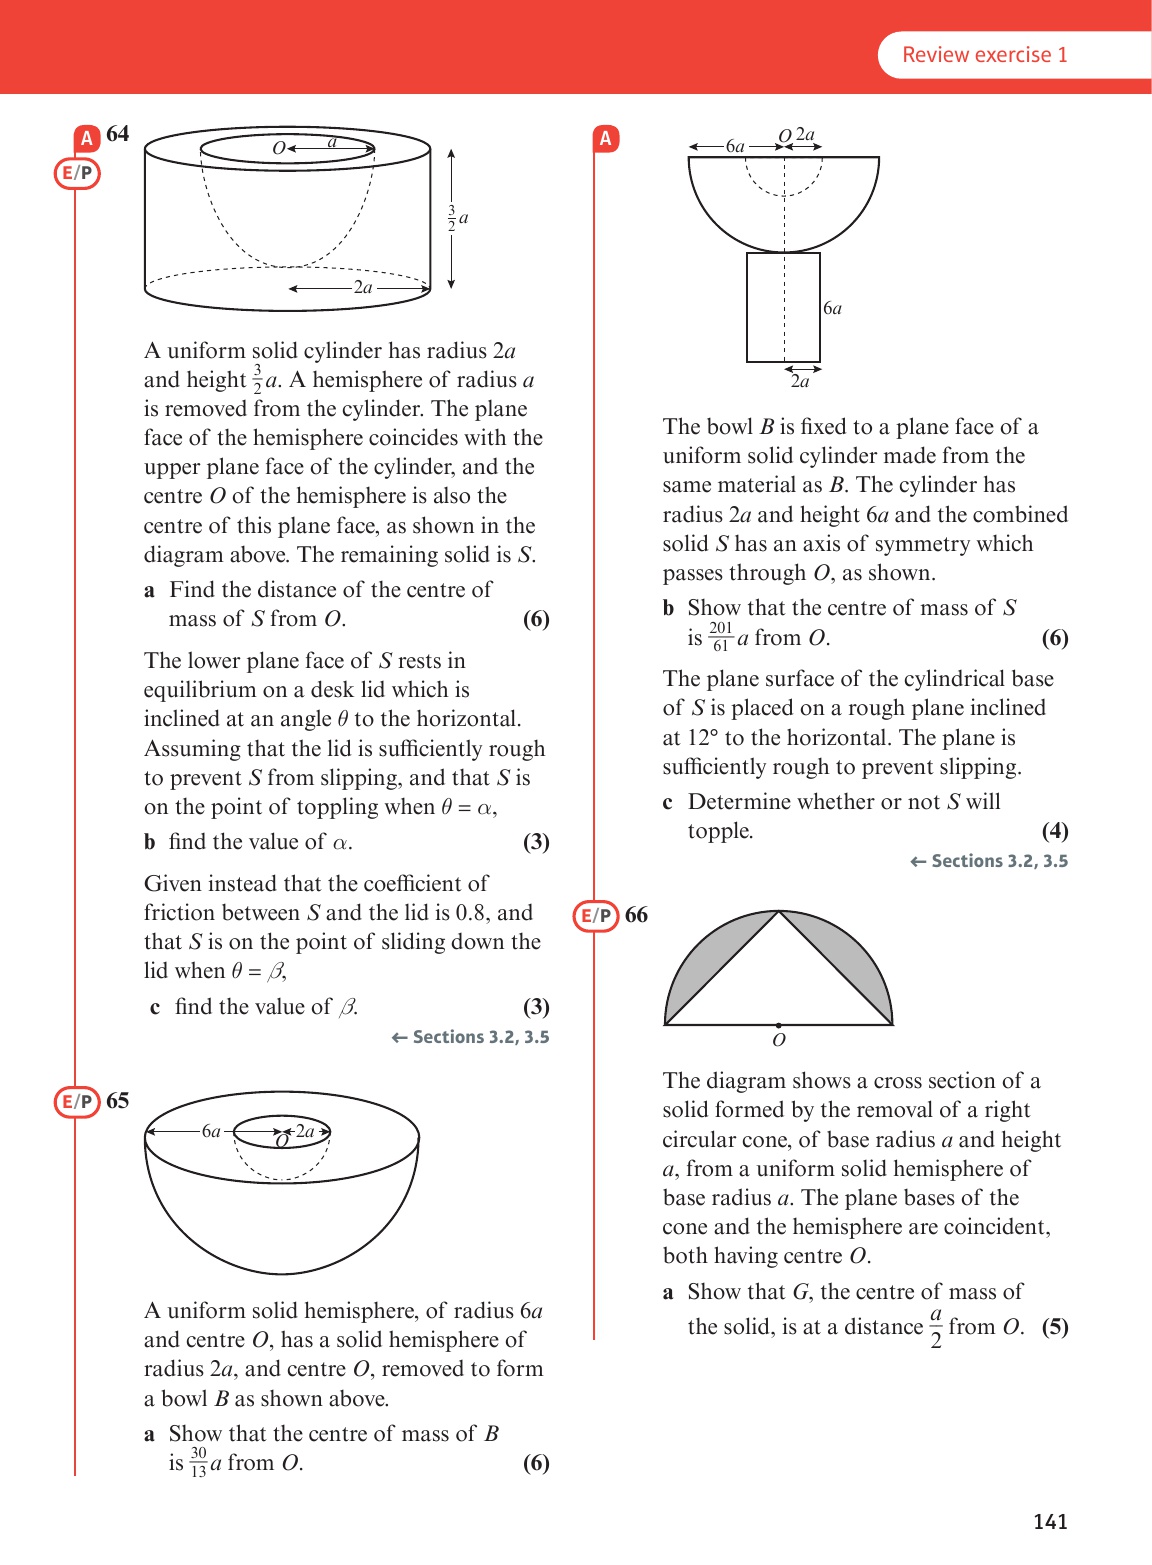 Review exercise 1
A
64
E/P
O
a
3/2 a
2a
A uniform solid cylinder has radius 2a
and height 3/2 a. A hemisphere of radius a
is removed from the cylinder. The plane
face of the hemisphere coincides with the
upper plane face of the cylinder, and the
centre O of the hemisphere is also the
centre of this plane face, as shown in the
diagram above. The remaining solid is S.
a Find the distance of the centre of
mass of S from O. (6)
The lower plane face of S rests in
equilibrium on a desk lid which is
inclined at an angle θ to the horizontal.
Assuming that the lid is sufficiently rough
to prevent S from slipping, and that S is
on the point of toppling when θ = α,
b find the value of α. (3)
Given instead that the coefficient of
friction between S and the lid is 0.8, and
that S is on the point of sliding down the
lid when θ = β,
c find the value of β. (3)
← Sections 3.2, 3.5
E/P 65
6a
O
2a
A uniform solid hemisphere, of radius 6a
and centre O, has a solid hemisphere of
radius 2a, and centre O, removed to form
a bowl B as shown above.
a Show that the centre of mass of B
is 30/13 a from O. (6)
A
6a
O 2a
6a
2a
The bowl B is fixed to a plane face of a
uniform solid cylinder made from the
same material as B. The cylinder has
radius 2a and height 6a and the combined
solid S has an axis of symmetry which
passes through O, as shown.
b Show that the centre of mass of S
is 201/61 a from O. (6)
The plane surface of the cylindrical base
of S is placed on a rough plane inclined
at 12° to the horizontal. The plane is
sufficiently rough to prevent slipping.
c Determine whether or not S will
topple. (4)
← Sections 3.2, 3.5
E/P 66
O
The diagram shows a cross section of a
solid formed by the removal of a right
circular cone, of base radius a and height
a, from a uniform solid hemisphere of
base radius a. The plane bases of the
cone and the hemisphere are coincident,
both having centre O.
a Show that G, the centre of mass of
the solid, is at a distance a/2 from O. (5)
141